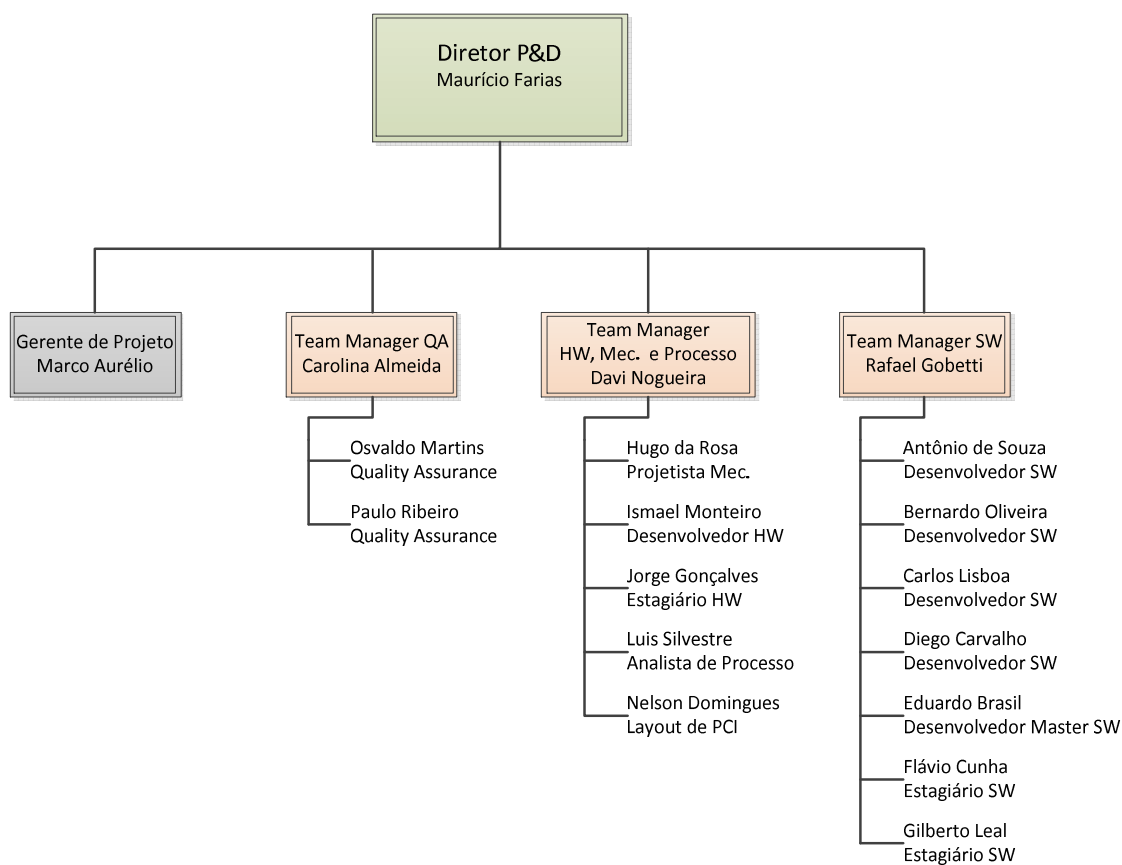 Diretor P&D
Maurício Farias
Gerente de Projeto
Marco Aurélio
Team Manager QA
Carolina Almeida
Osvaldo Martins
Quality Assurance
Paulo Ribeiro
Quality Assurance
Team Manager
HW, Mec. e Processo
Davi Nogueira
Hugo da Rosa
Projetista Mec.
Ismael Monteiro
Desenvolvedor HW
Jorge Gonçalves
Estagiário HW
Luis Silvestre
Analista de Processo
Nelson Domingues
Layout de PCI
Team Manager SW
Rafael Gobetti
Antônio de Souza
Desenvolvedor SW
Bernardo Oliveira
Desenvolvedor SW
Carlos Lisboa
Desenvolvedor SW
Diego Carvalho
Desenvolvedor SW
Eduardo Brasil
Desenvolvedor Master SW
Flávio Cunha
Estagiário SW
Gilberto Leal
Estagiário SW